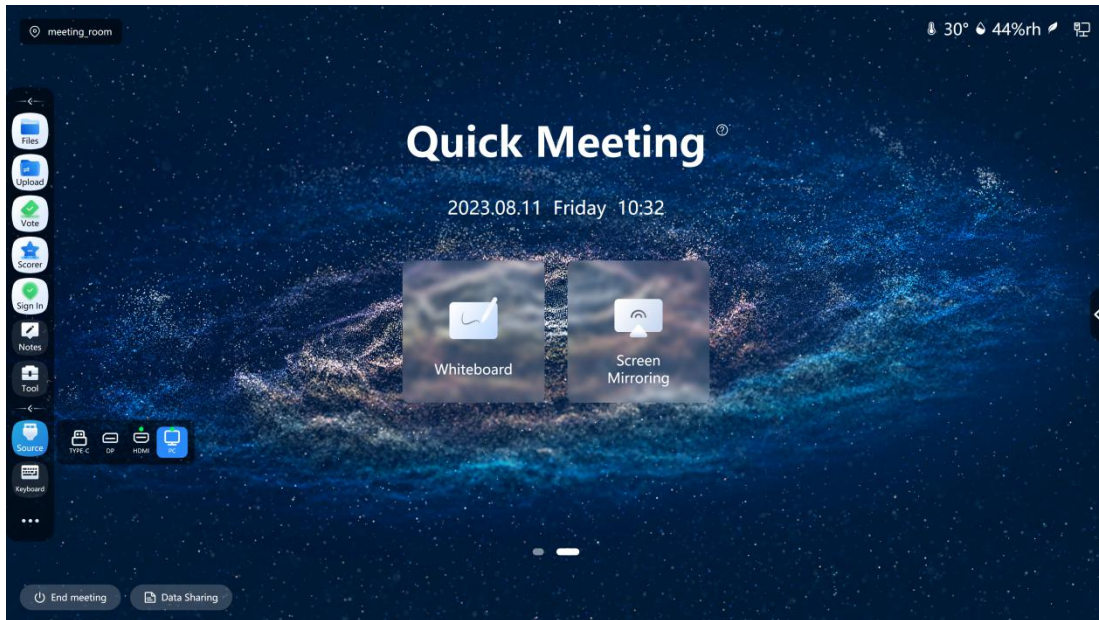 meeting_room
30° 44%rh
Quick Meeting
2023.08.11 Friday 10:32
Whiteboard
Screen
Mirroring
Files
Upload
Vote
Scorer
Sign In
Notes
Tool
Source
TYPE-C DP HDMI PC
Keyboard
End meeting
Data Sharing